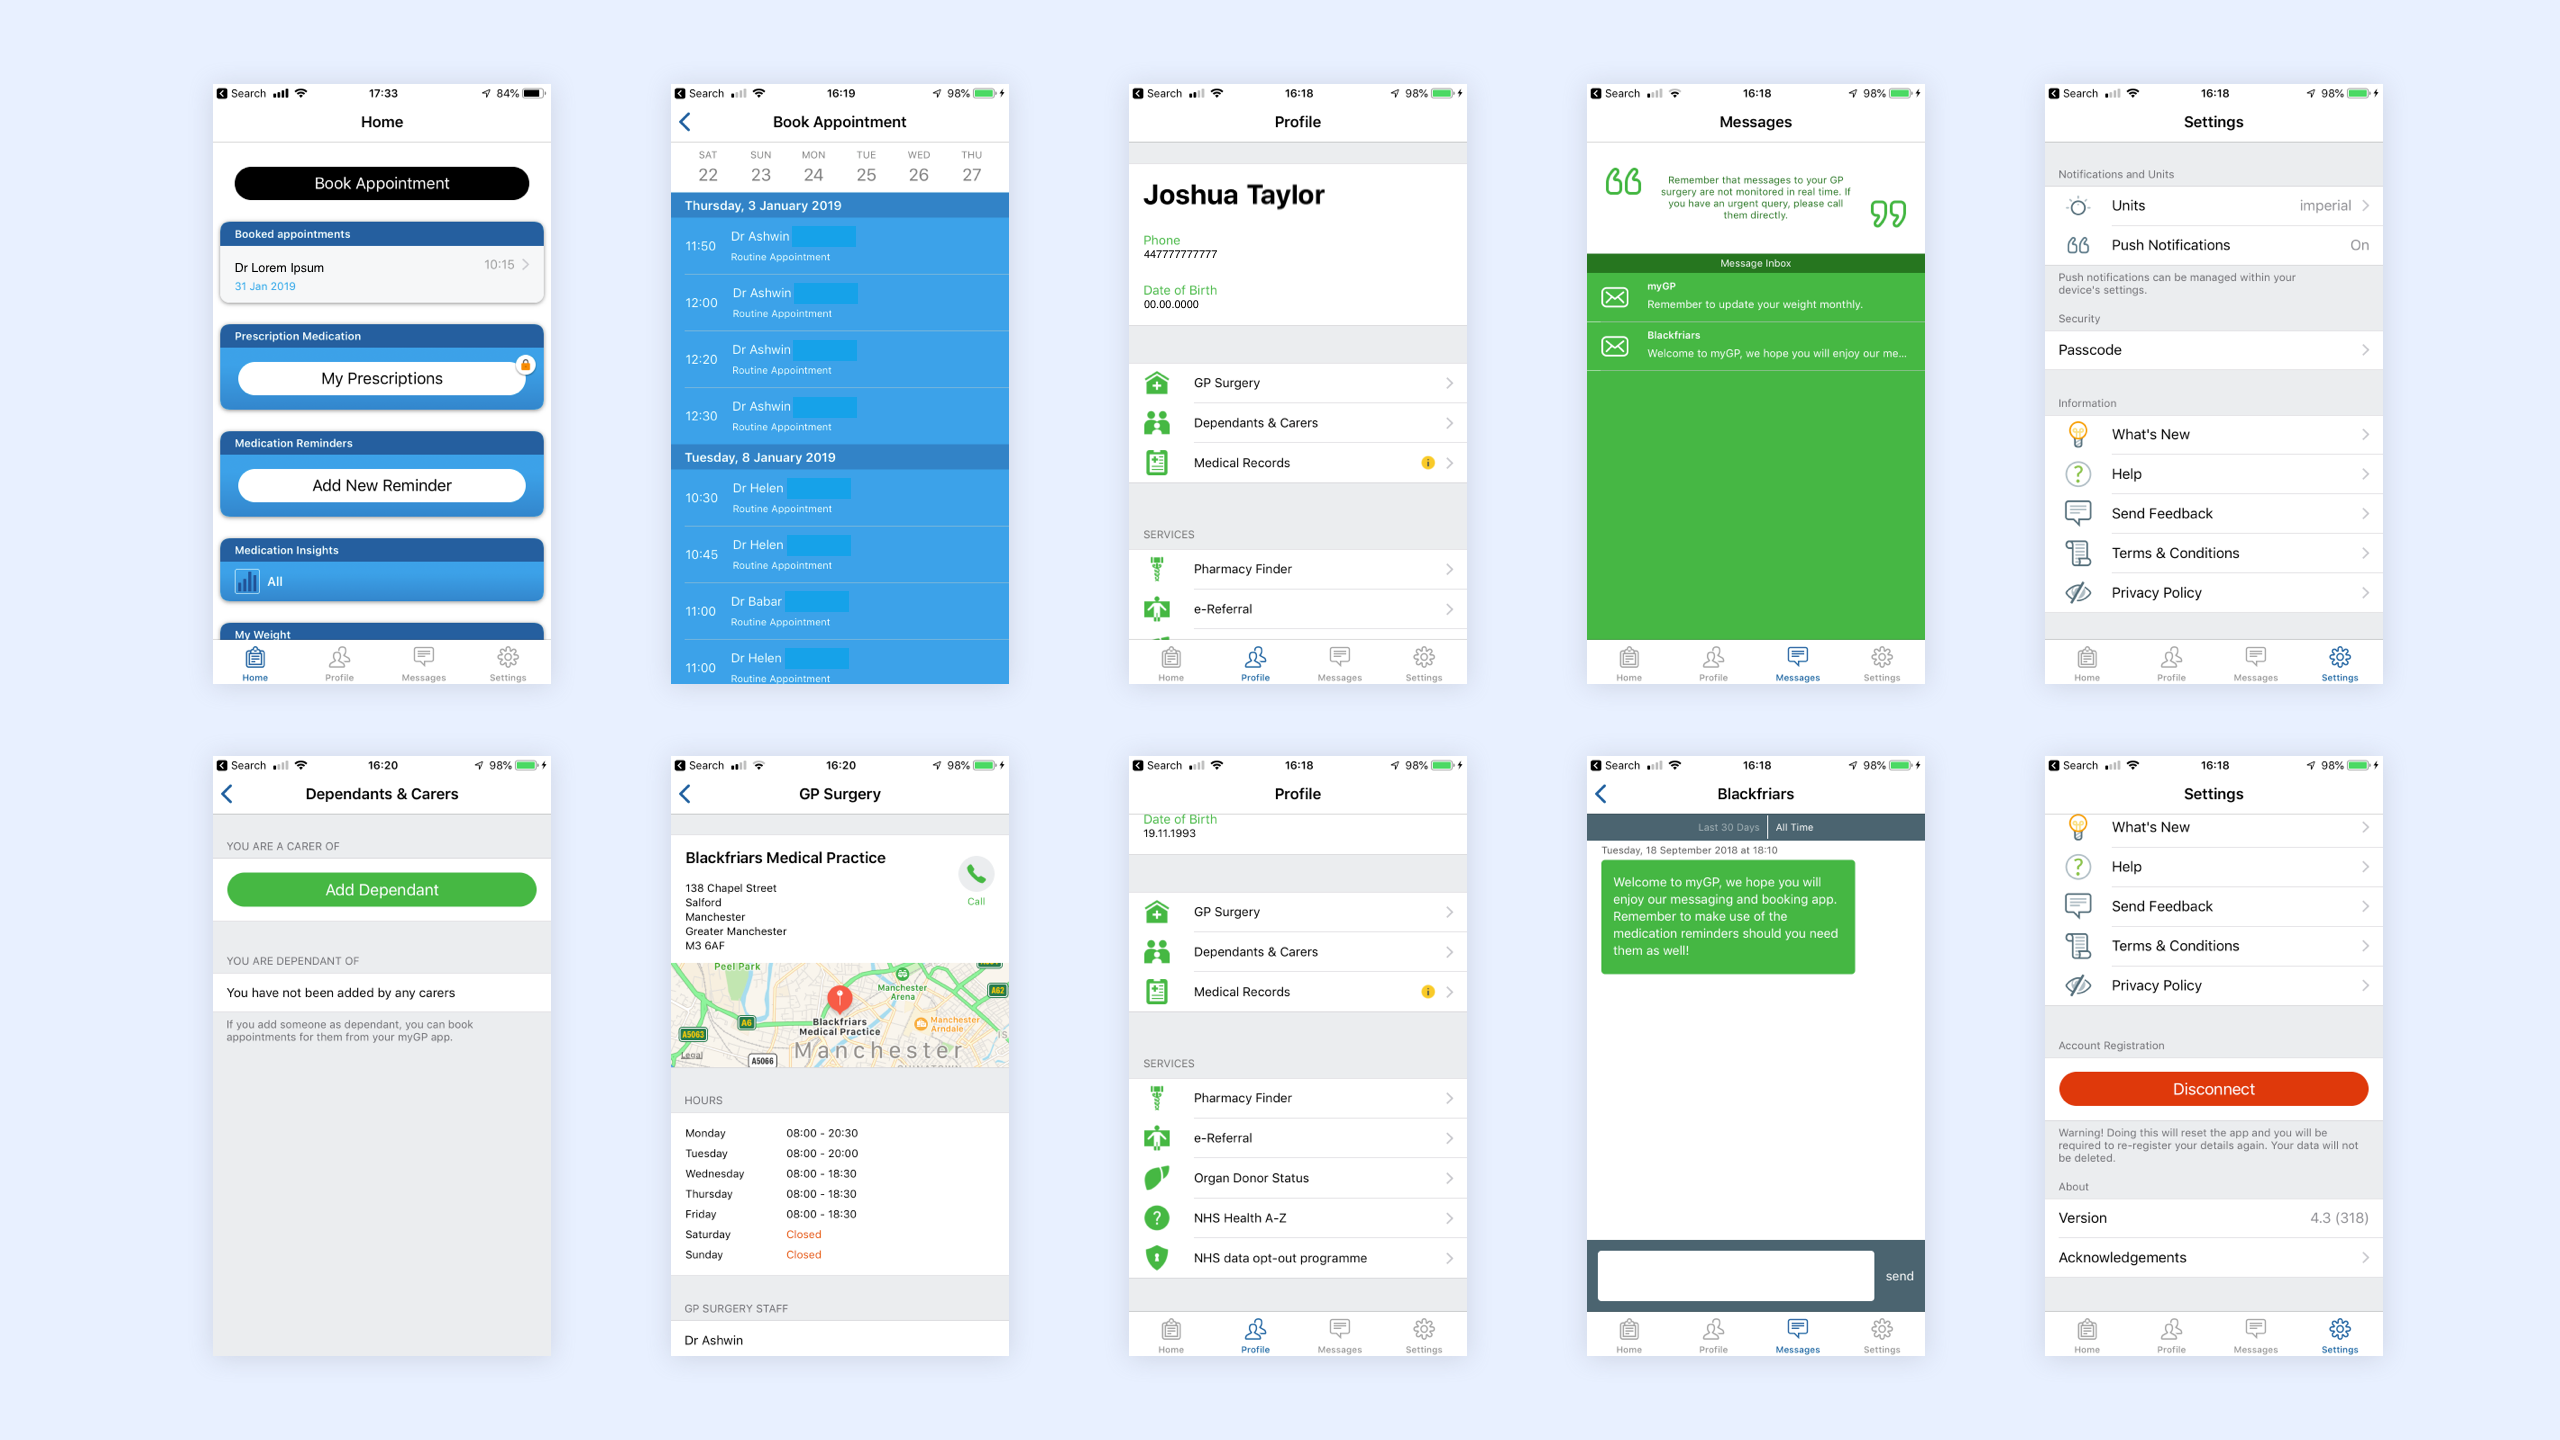 Search
17:33
84%
Home
Book Appointment
Booked appointments
Dr Lorem Ipsum
10:15
31 Jan 2019
Prescription Medication
My Prescriptions
Medication Reminders
Add New Reminder
Medication Insights
All
My Weight
Home Profile Messages Settings
Search
16:19
98%
Book Appointment
SAT SUN MON TUE WED THU
22 23 24 25 26 27
Thursday, 3 January 2019
11:50
Dr Ashwin
Routine Appointment
12:00
Dr Ashwin
Routine Appointment
12:20
Dr Ashwin
Routine Appointment
12:30
Dr Ashwin
Routine Appointment
Tuesday, 8 January 2019
10:30
Dr Helen
Routine Appointment
10:45
Dr Helen
Routine Appointment
11:00
Dr Babar
Routine Appointment
11:00
Dr Helen
Routine Appointment
Search
16:18
98%
Profile
Joshua Taylor
Phone
447777777777
Date of Birth
00.00.0000
GP Surgery
Dependants & Carers
Medical Records
SERVICES
Pharmacy Finder
e-Referral
Home Profile Messages Settings
Search
16:18
98%
Messages
Remember that messages to your GP
surgery are not monitored in real time. If
you have an urgent query, please call
them directly.
Message Inbox
myGP
Remember to update your weight monthly.
Blackfriars
Welcome to myGP, we hope you will enjoy our me...
Home Profile Messages Settings
Search
16:18
98%
Settings
Notifications and Units
Units imperial
Push Notifications On
Push notifications can be managed within your
device's settings.
Security
Passcode
Information
What's New
Help
Send Feedback
Terms & Conditions
Privacy Policy
Home Profile Messages Settings
Search
16:20
98%
Dependants & Carers
YOU ARE A CARER OF
Add Dependant
YOU ARE DEPENDANT OF
You have not been added by any carers
If you add someone as dependant, you can book
appointments for them from your myGP app.
Search
16:20
98%
GP Surgery
Blackfriars Medical Practice
138 Chapel Street
Salford
Manchester
Greater Manchester
M3 6AF
Call
Peel Park
Manchester
Arena
A62
A6
Blackfriars
Medical Practice
Manchester
Arndale
A5063
Legal
A5066
Manchester
HOURS
Monday 08:00 - 20:30
Tuesday 08:00 - 20:00
Wednesday 08:00 - 18:30
Thursday 08:00 - 18:30
Friday 08:00 - 18:30
Saturday Closed
Sunday Closed
GP SURGERY STAFF
Dr Ashwin
Search
16:18
98%
Profile
Date of Birth
19.11.1993
GP Surgery
Dependants & Carers
Medical Records
SERVICES
Pharmacy Finder
e-Referral
Organ Donor Status
NHS Health A-Z
NHS data opt-out programme
Home Profile Messages Settings
Search
16:18
98%
Blackfriars
Last 30 Days All Time
Tuesday, 18 September 2018 at 18:10
Welcome to myGP, we hope you will
enjoy our messaging and booking app.
Remember to make use of the
medication reminders should you need
them as well!
send
Home Profile Messages Settings
Search
16:18
98%
Settings
What's New
Help
Send Feedback
Terms & Conditions
Privacy Policy
Account Registration
Disconnect
Warning! Doing this will reset the app and you will be
required to re-register your details again. Your data will not
be deleted.
About
Version 4.3 (318)
Acknowledgements
Home Profile Messages Settings